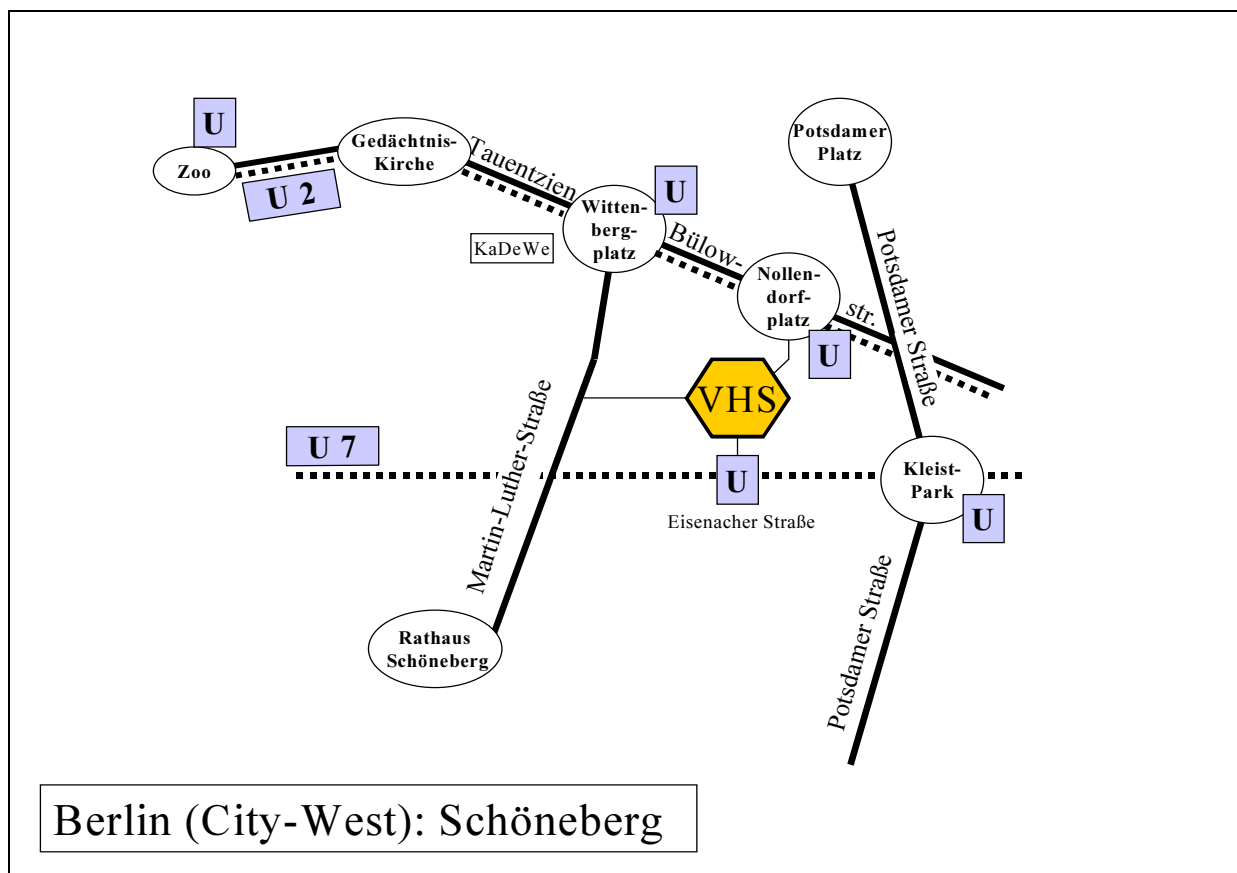 U
Zoo
U 2
Gedächtnis-
Kirche
Tauentzien
U
Witten-
berg-
platz
KaDeWe
Bülow-
Nollen-
dorf-
platz
str.
U
Potsdamer
Platz
Potsdamer Straße
VHS
U 7
Martin-Luther-Straße
U
Eisenacher Straße
Kleist-
Park
U
Rathaus
Schöneberg
Potsdamer Straße
Berlin (City-West): Schöneberg